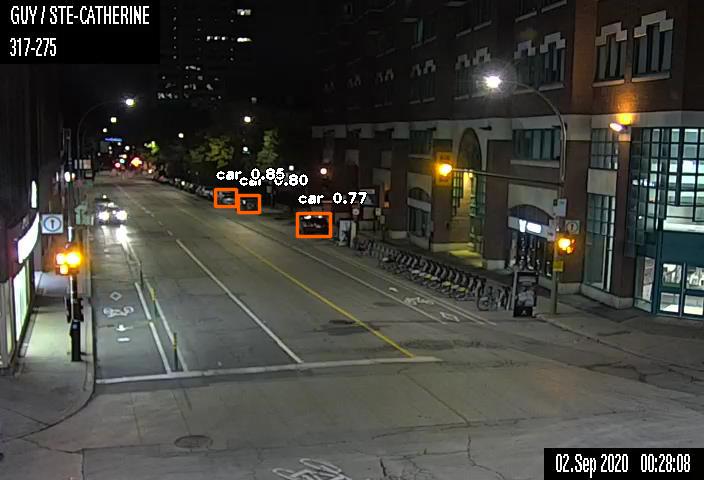 GUY / STE-CATHERINE
317-275
car 0.85
car 0.80
car 0.77
1
02.Sep 2020 00:28:08